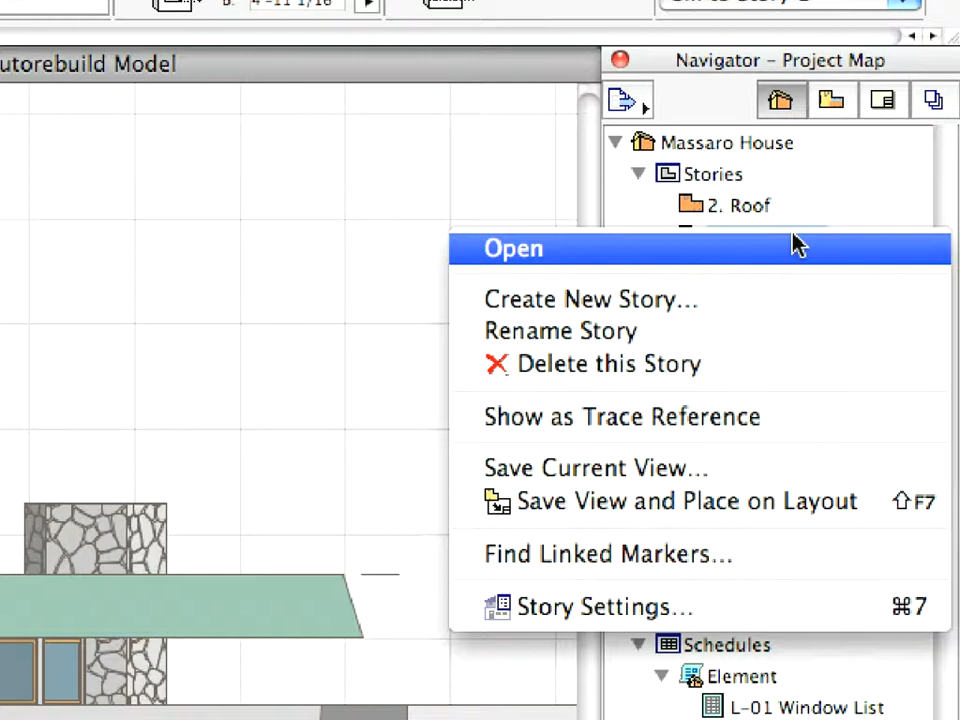 utorebuild Model
Navigator – Project Map
Massaro House
Stories
2. Roof
Open
Create New Story...
Rename Story
Delete this Story
Show as Trace Reference
Save Current View...
Save View and Place on Layout ⇧F7
Find Linked Markers...
Story Settings... ⌘7
Schedules
Element
L-01 Window List